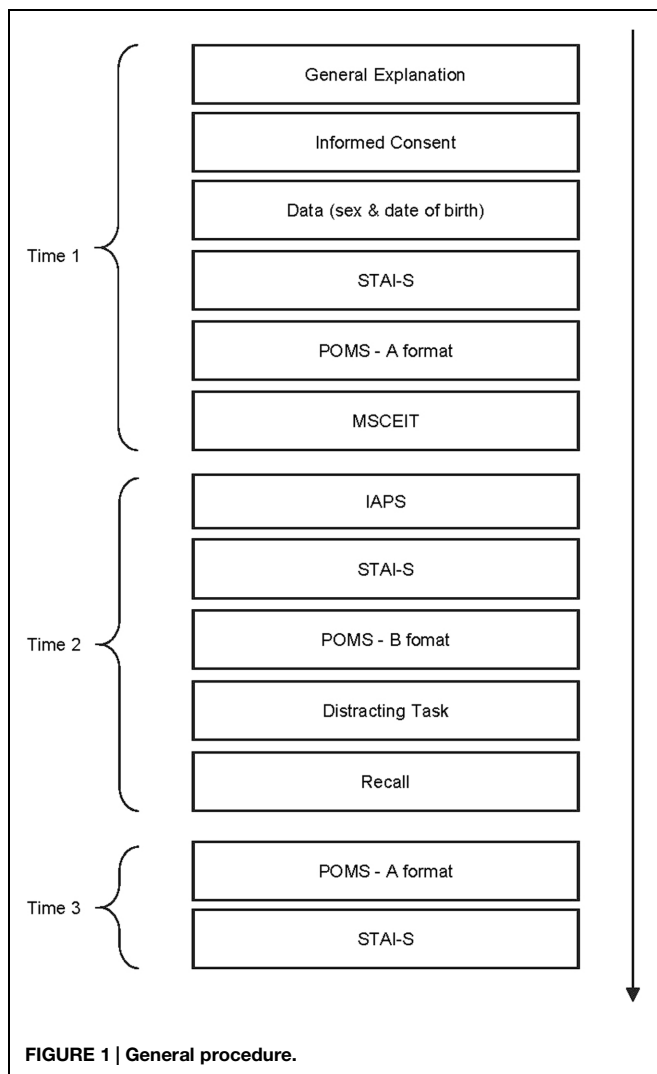 General Explanation
Informed Consent
Data (sex & date of birth)
Time 1
STAI-S
POMS - A format
MSCEIT
IAPS
STAI-S
Time 2
POMS - B fomat
Distracting Task
Recall
POMS - A format
Time 3
STAI-S
FIGURE 1 | General procedure.